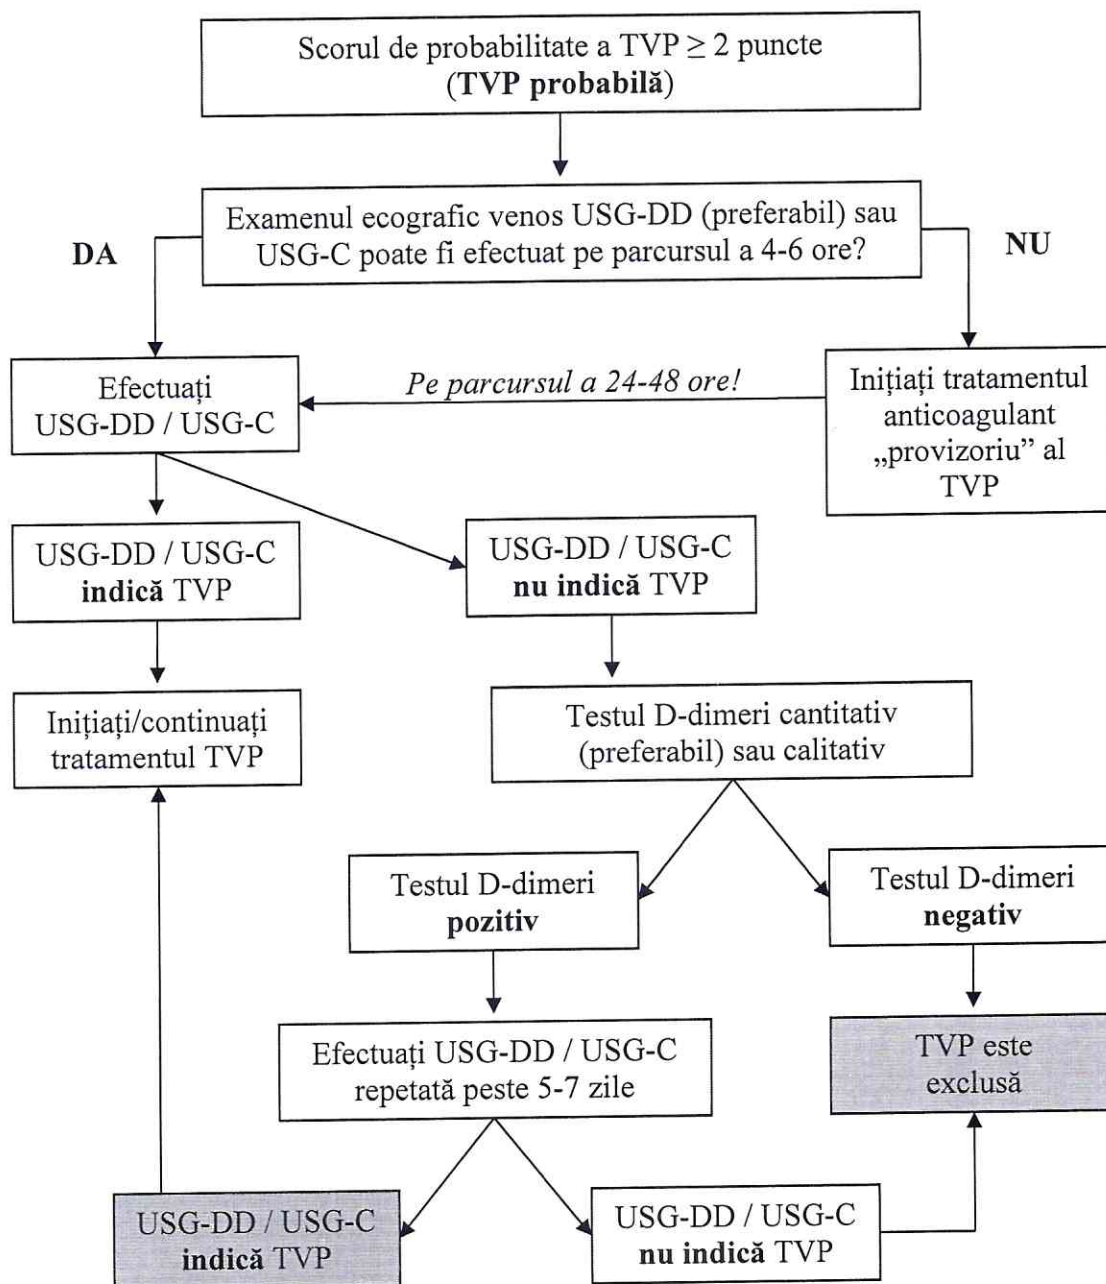 Scorul de probabilitate a TVP ≥ 2 puncte
(TVP probabilă)
Examenul ecografic venos USG-DD (preferabil) sau
USG-C poate fi efectuat pe parcursul a 4-6 ore?
DA
NU
Efectuați
USG-DD / USG-C
Pe parcursul a 24-48 ore!
Inițiați tratamentul
anticoagulant
„provizoriu” al
TVP
USG-DD / USG-C
indică TVP
USG-DD / USG-C
nu indică TVP
Inițiați/continuați
tratamentul TVP
Testul D-dimeri cantitativ
(preferabil) sau calitativ
Testul D-dimeri
pozitiv
Testul D-dimeri
negativ
Efectuați USG-DD / USG-C
repetată peste 5-7 zile
TVP este
exclusă
USG-DD / USG-C
indică TVP
USG-DD / USG-C
nu indică TVP